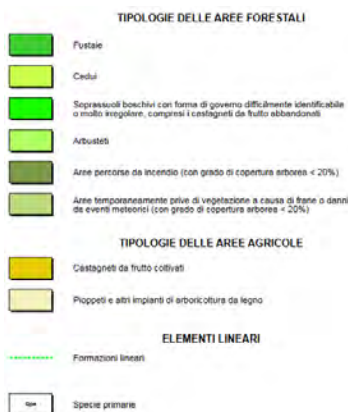 TIPOLOGIE DELLE AREE FORESTALI
Fustaie
Cedui
Soprassuoli boschivi con forma di governo difficilmente identificabile
o molto irregolare, compresi i castagneti da frutto abbandonati
Arbusteti
Aree percorse da incendio (con grado di copertura arborea < 20%)
Aree temporaneamente prive di vegetazione a causa di frane o danni
da eventi meteorici (con grado di copertura arborea < 20%)
TIPOLOGIE DELLE AREE AGRICOLE
Castagneti da frutto coltivati
Pioppeti e altri impianti di arboricoltura da legno
ELEMENTI LINEARI
Formazioni lineari
Specie primarie